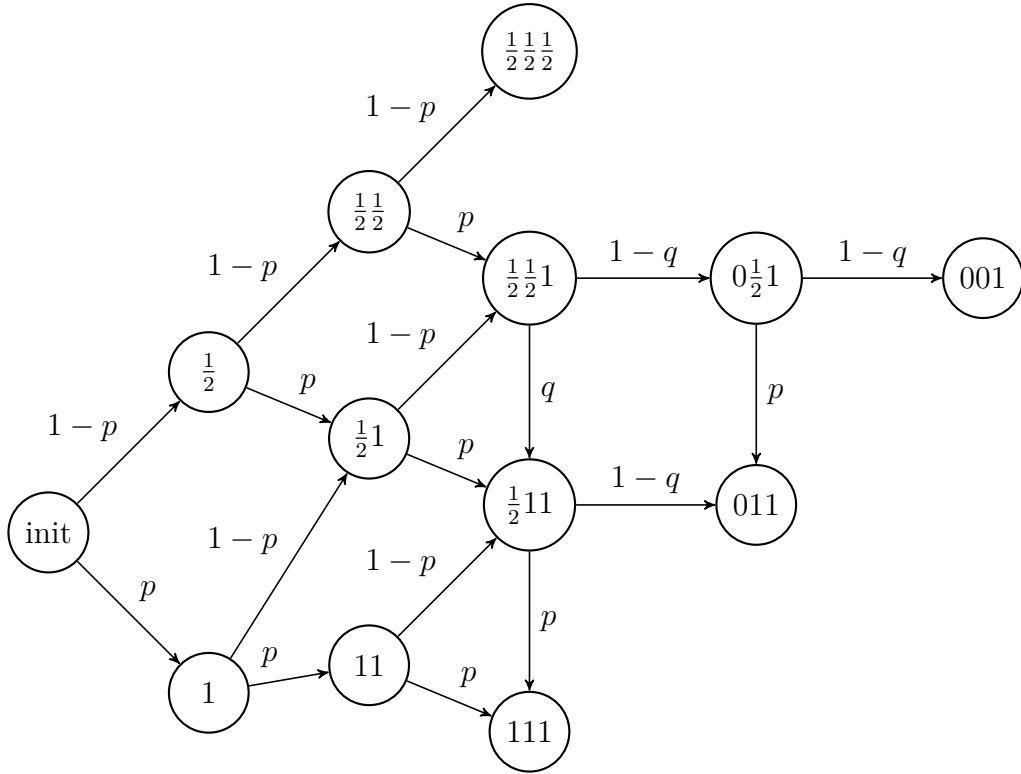 ½½½
1 − p
½½
p
1 − p
½½1
1 − q
0½1
1 − q
001
1 − p
½
p
q
p
1 − p
½1
p
½11
1 − q
011
init
1 − p
1 − p
p
p
p
11
p
1
111